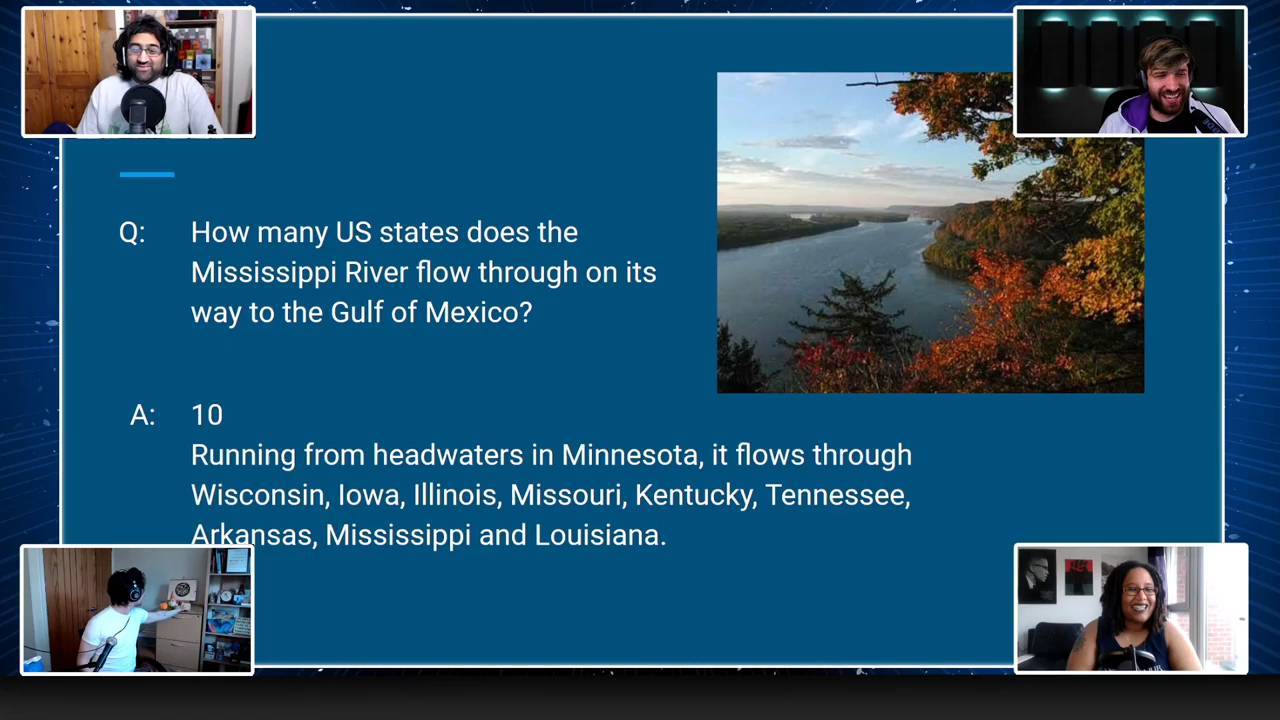 Q: How many US states does the
Mississippi River flow through on its
way to the Gulf of Mexico?
A: 10
Running from headwaters in Minnesota, it flows through
Wisconsin, Iowa, Illinois, Missouri, Kentucky, Tennessee,
Arkansas, Mississippi and Louisiana.